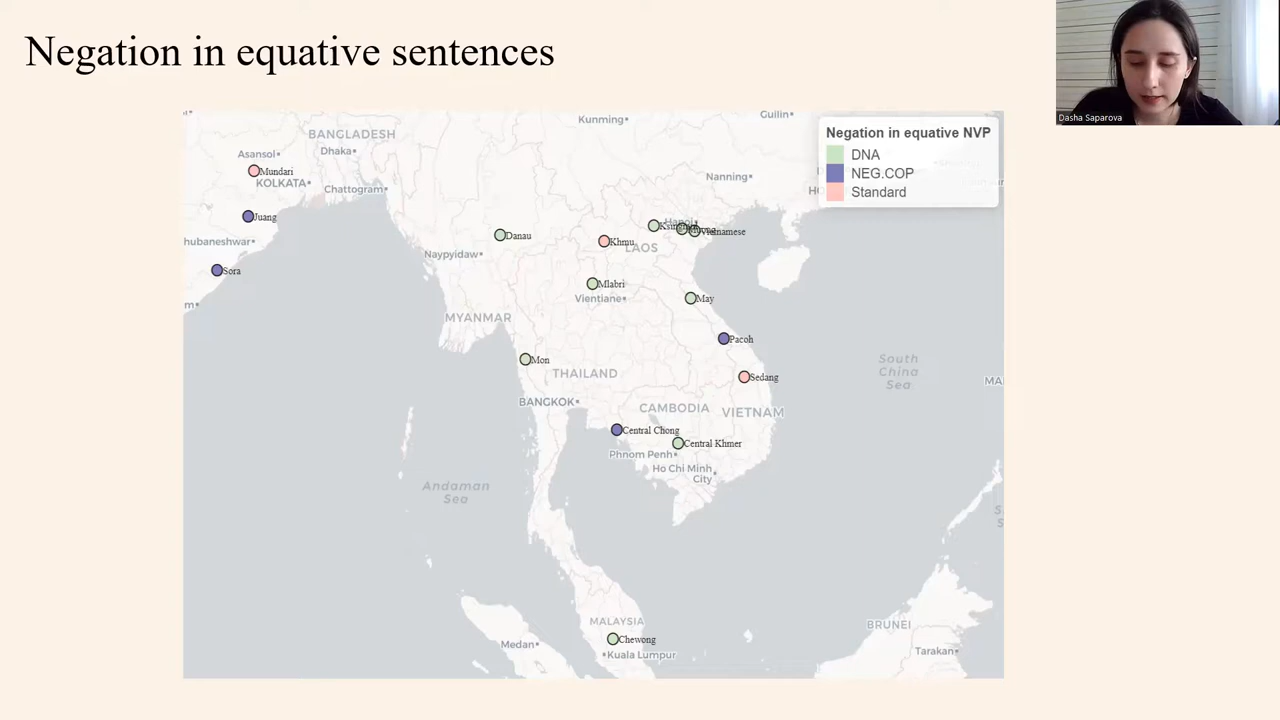 Negation in equative sentences
Dasha Saparova
Negation in equative NVP
DNA
NEG.COP
Standard
Kunming
Guilin
BANGLADESH
Asansol
Dhaka
Mundari
KOLKATA
Chattogram
Nanning
HO
Juang
Hanoi
Vietnamese
hubaneshwar
Danau
Khmu
LAOS
Naypyidaw
Sora
Mlabri
Vientiane
May
m
MYANMAR
Pacoh
Mon
THAILAND
Sedang
South
China
Sea
MA
BANGKOK
CAMBODIA
VIETNAM
Central Chong
Central Khmer
Phnom Penh
Ho Chi Minh
City
Andaman
Sea
S
S
MALAYSIA
BRUNEI
Chewong
Medan
Kuala Lumpur
Tarakan